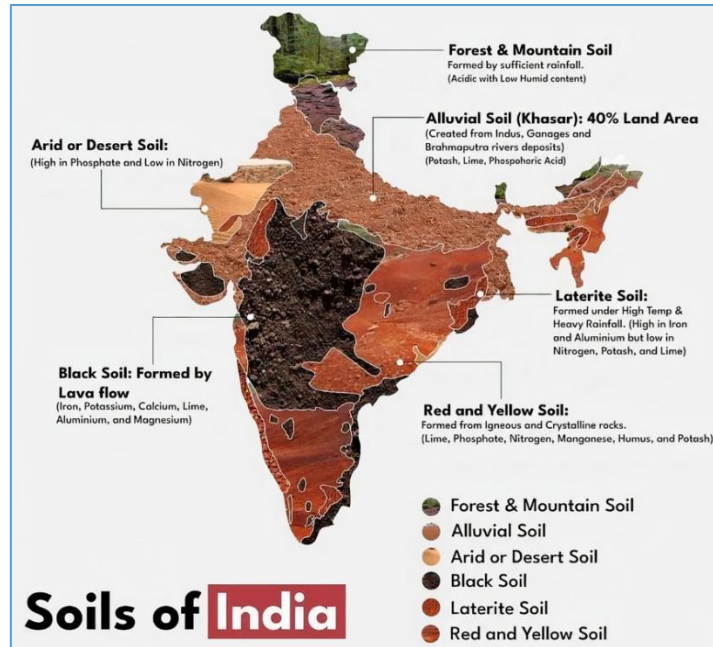 Forest & Mountain Soil
Formed by sufficient rainfall.
(Acidic with Low Humid content)
Alluvial Soil (Khasar): 40% Land Area
(Created from Indus, Ganages and
Brahmaputra rivers deposits)
(Potash, Lime, Phospohoric Acid)
Arid or Desert Soil:
(High in Phosphate and Low in Nitrogen)
Laterite Soil:
Formed under High Temp &
Heavy Rainfall. (High in Iron
and Aluminium but low in
Nitrogen, Potash, and Lime)
Black Soil: Formed by
Lava flow
(Iron, Potassium, Calcium, Lime,
Aluminium, and Magnesium)
Red and Yellow Soil:
Formed from Igneous and Crystalline rocks.
(Lime, Phosphate, Nitrogen, Manganese, Humus, and Potash)
Forest & Mountain Soil
Alluvial Soil
Arid or Desert Soil
Black Soil
Laterite Soil
Red and Yellow Soil
Soils of India